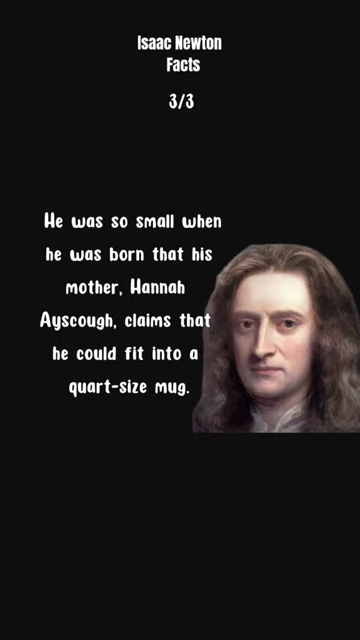 Isaac Newton
Facts
3/3
He was so small when
he was born that his
mother, Hannah
Ayscough, claims that
he could fit into a
quart-size mug.